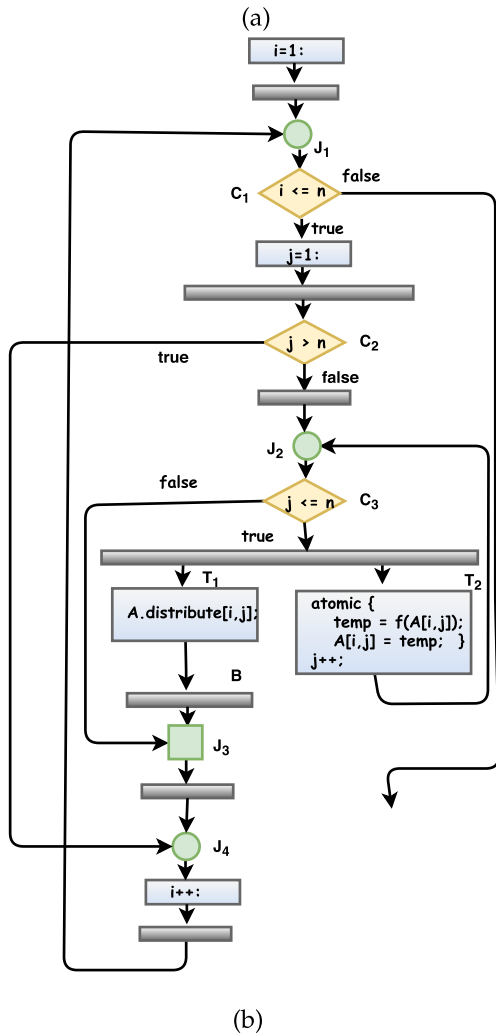 (a)
i=1:
J1
false
C1
i <= n
true
j=1:
j > n
C2
true
false
J2
false
j <= n
C3
true
T1
T2
A.distribute[i,j];
atomic {
temp = f(A[i,j]);
A[i,j] = temp; }
j++;
B
J3
J4
i++:
(b)